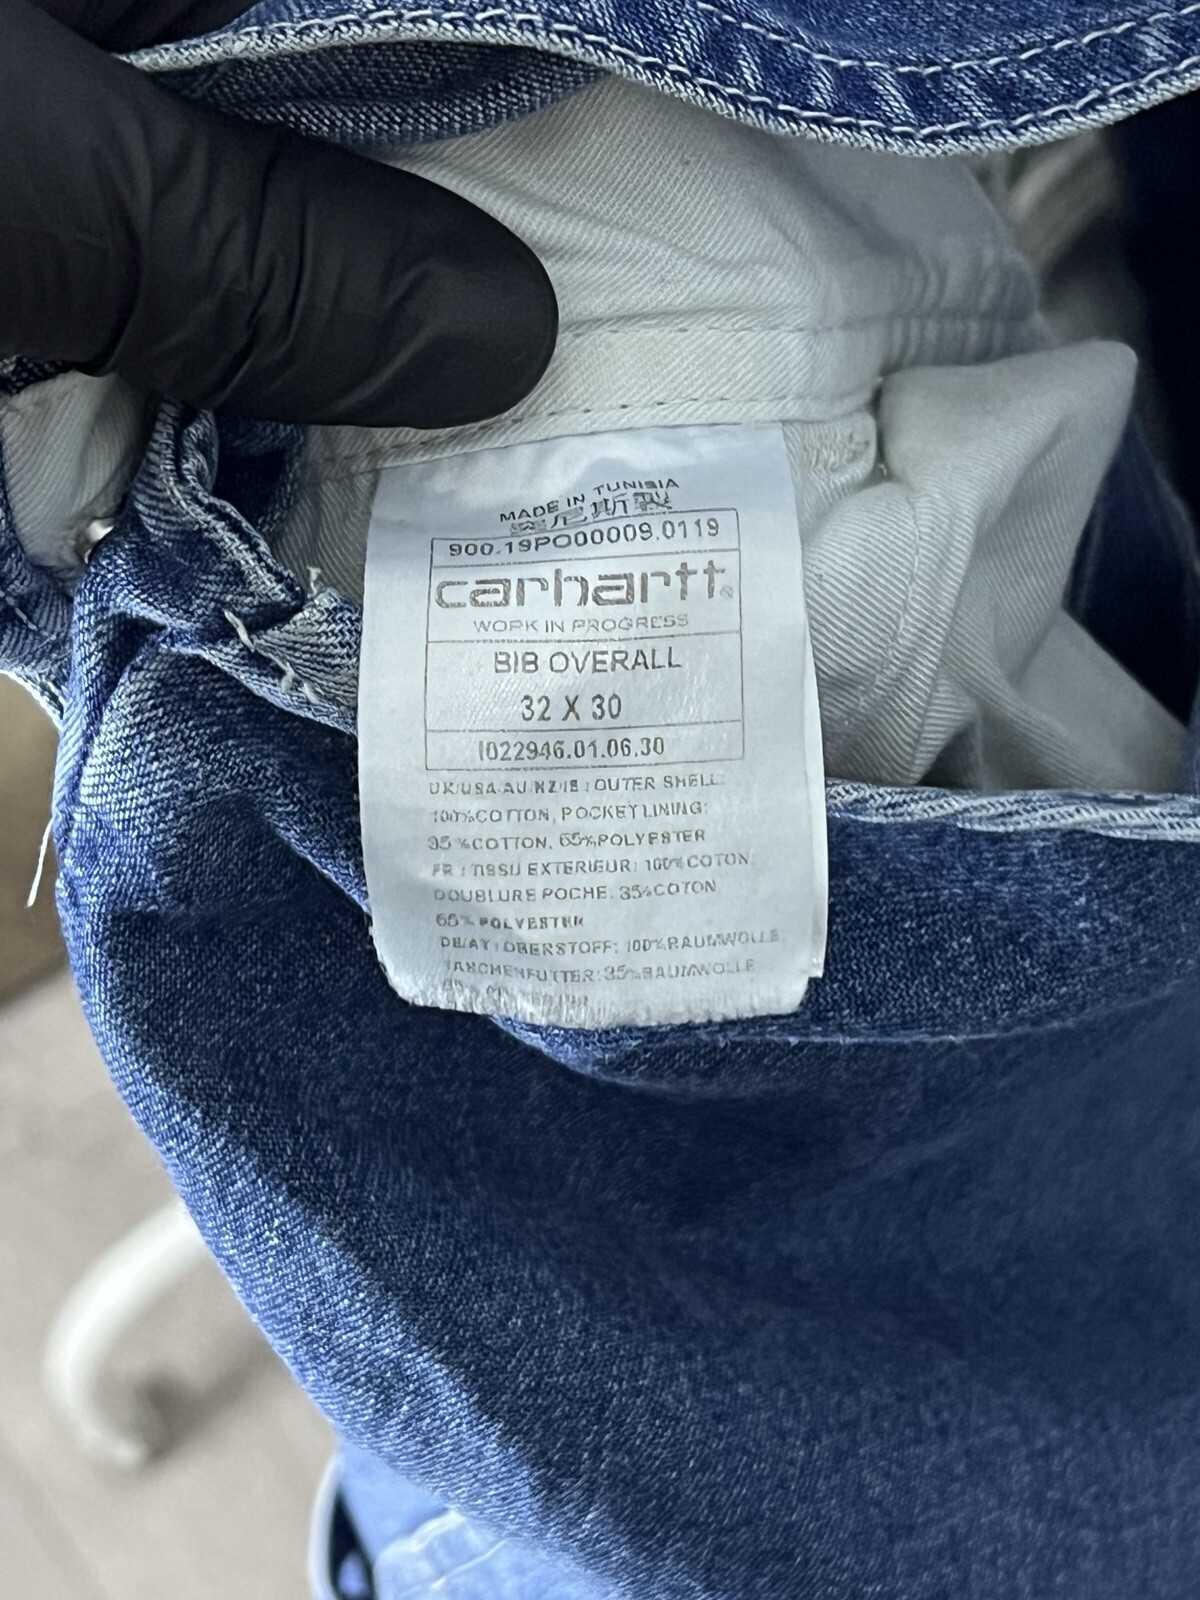 MADE IN TUNISIA
突尼斯製
900.19PO00009.0119
carhartt®
WORK IN PROGRESS
BIB OVERALL
32 X 30
I022946.01.06.30
UK/USA AU NZ/IE : OUTER SHELL:
100%COTTON, POCKET LINING:
35%COTTON, 65%POLYESTER
FR : TISSU EXTERIEUR: 100% COTON,
DOUBLURE POCHE. 35%COTON
65%POLYESTER
DE/AT : OBERSTOFF: 100%BAUMWOLLE
TASCHENFUTTER: 35%BAUMWOLLE